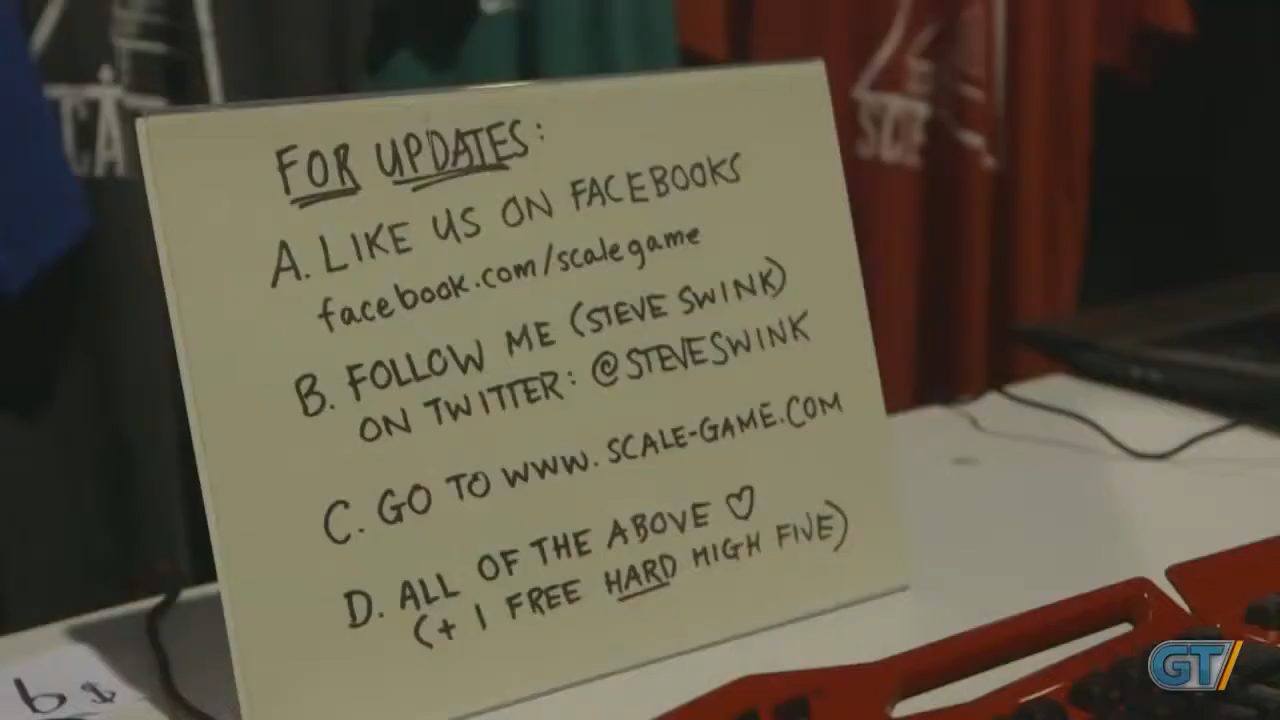 FOR UPDATES:
A. LIKE US ON FACEBOOKS
facebook.com/scalegame
B. FOLLOW ME (STEVE SWINK)
ON TWITTER: @STEVESWINK
C. GO TO WWW.SCALE-GAME.COM
D. ALL OF THE ABOVE ♡
(+ 1 FREE HARD HIGH FIVE)
GT